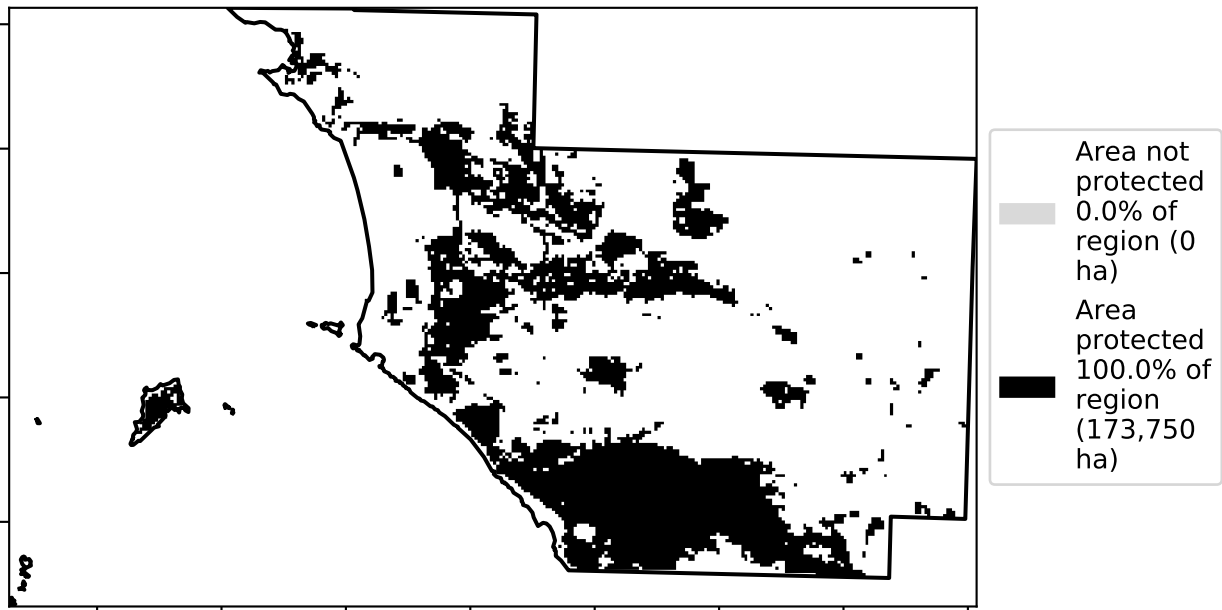 Area not
protected
0.0% of
region (0
ha)
Area
protected
100.0% of
region
(173,750
ha)